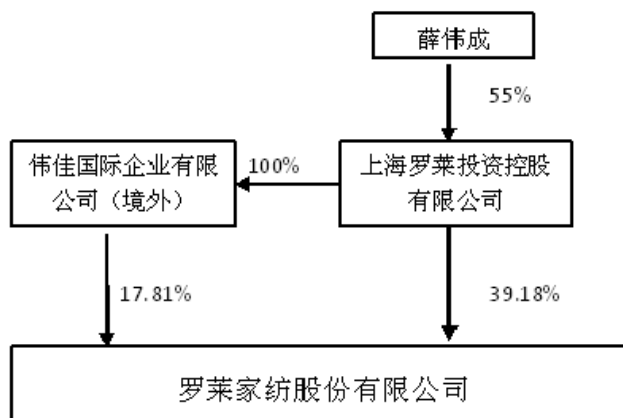 薛伟成
55%
伟佳国际企业有限
公司（境外）
100%
上海罗莱投资控股
有限公司
17.81%
39.18%
罗莱家纺股份有限公司